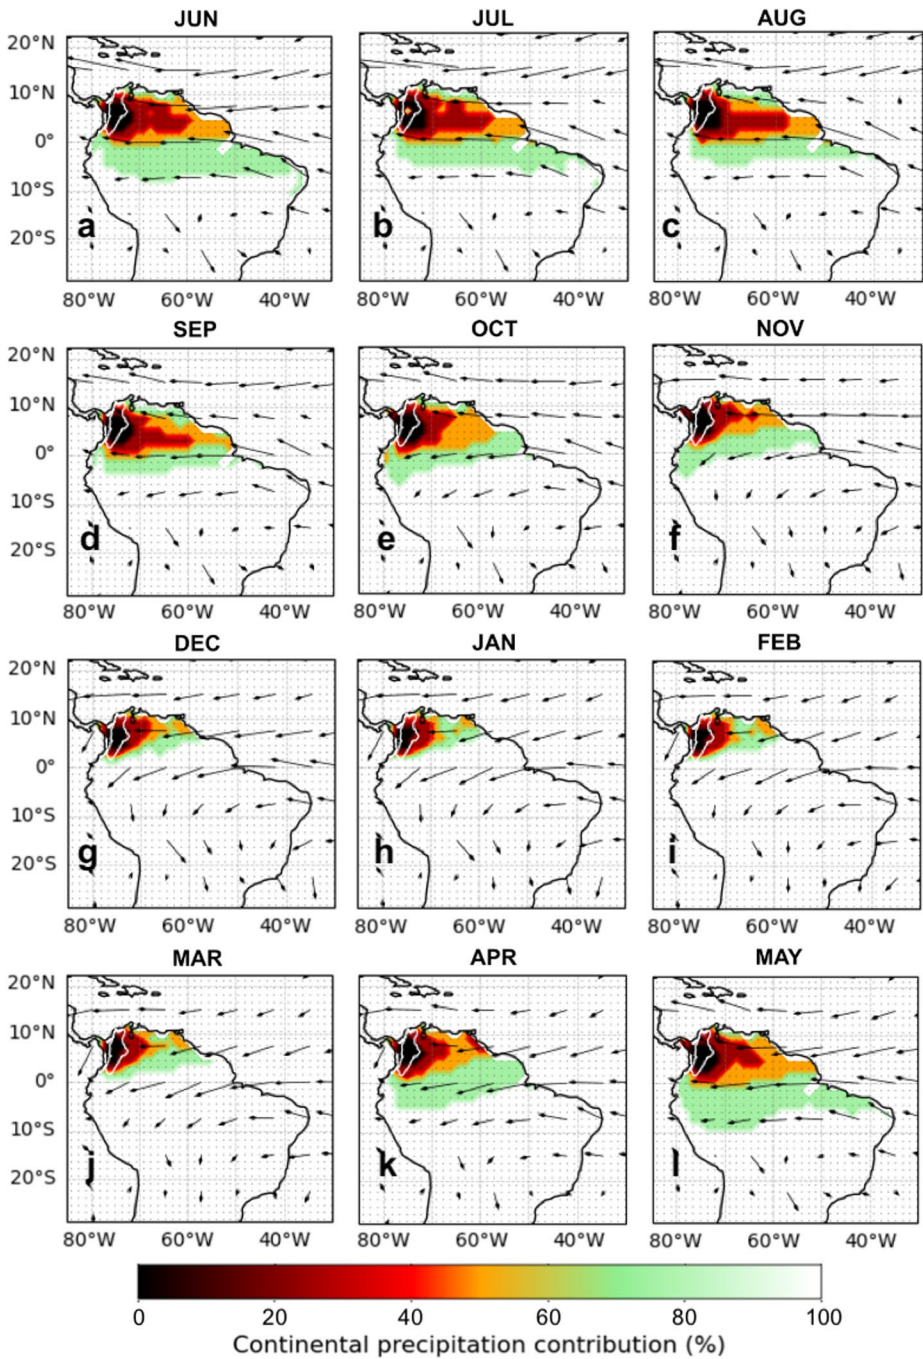 JUN JUL AUG
20°N
10°N
0°
10°S
20°S
a b c
80°W 60°W 40°W 80°W 60°W 40°W 80°W 60°W 40°W
SEP OCT NOV
20°N
10°N
0°
10°S
20°S
d e f
80°W 60°W 40°W 80°W 60°W 40°W 80°W 60°W 40°W
DEC JAN FEB
20°N
10°N
0°
10°S
20°S
g h i
80°W 60°W 40°W 80°W 60°W 40°W 80°W 60°W 40°W
MAR APR MAY
20°N
10°N
0°
10°S
20°S
j k l
80°W 60°W 40°W 80°W 60°W 40°W 80°W 60°W 40°W
0 20 40 60 80 100
Continental precipitation contribution (%)